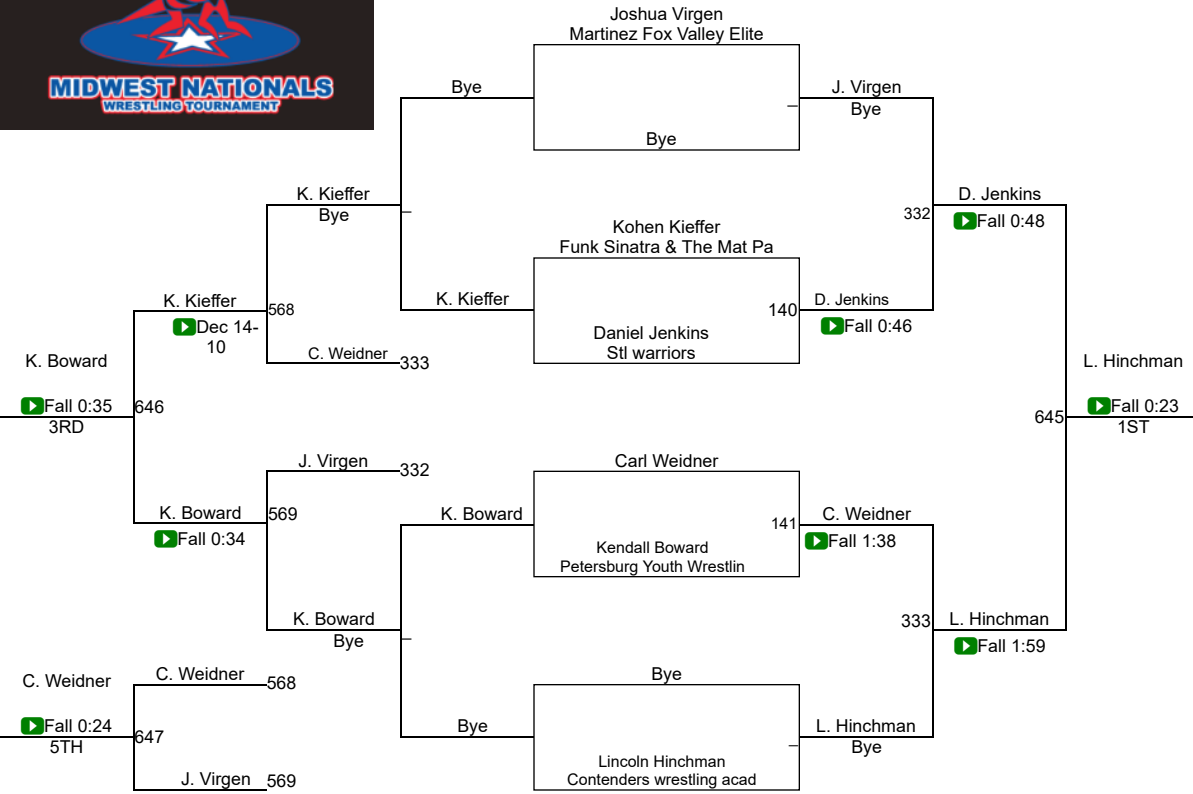 MIDWEST NATIONALS
WRESTLING TOURNAMENT
Joshua Virgen
Martinez Fox Valley Elite
Bye
J. Virgen
Bye
Bye
K. Kieffer
Bye
D. Jenkins
332
Fall 0:48
Kohen Kieffer
Funk Sinatra & The Mat Pa
K. Kieffer
K. Kieffer
568
140
D. Jenkins
Dec 14-
10
Fall 0:46
Daniel Jenkins
Stl warriors
C. Weidner
333
K. Boward
L. Hinchman
Fall 0:35
646
3RD
645
Fall 0:23
1ST
J. Virgen
332
Carl Weidner
K. Boward
569
K. Boward
141
C. Weidner
Fall 0:34
Fall 1:38
Kendall Boward
Petersburg Youth Wrestlin
K. Boward
Bye
333
L. Hinchman
Fall 1:59
C. Weidner
C. Weidner
568
Bye
Fall 0:24
647
5TH
Bye
L. Hinchman
Bye
Lincoln Hinchman
Contenders wrestling acad
J. Virgen
569